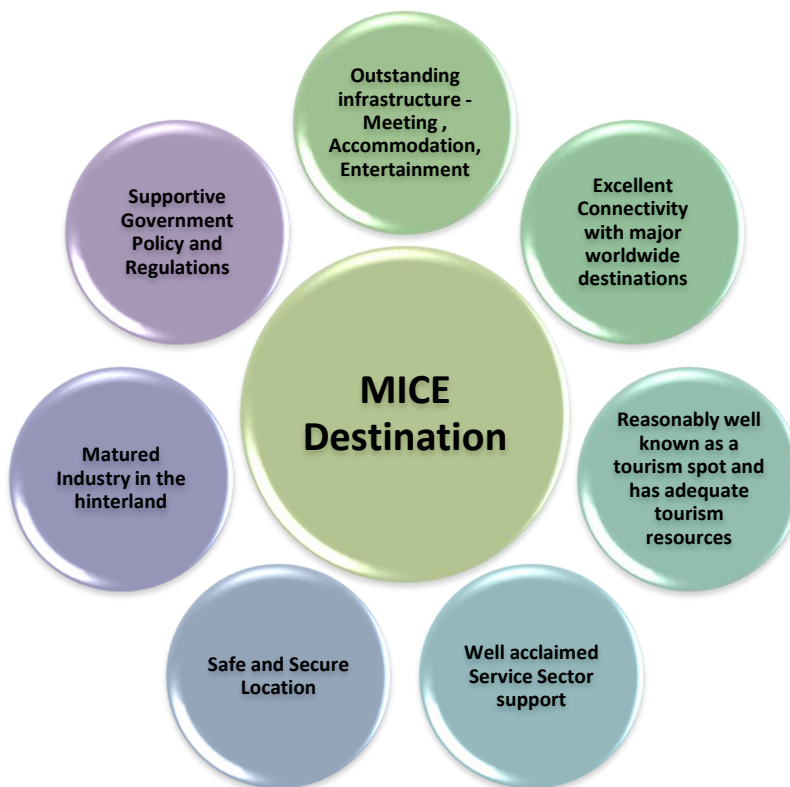 Outstanding
infrastructure -
Meeting ,
Accommodation,
Entertainment
Excellent
Connectivity
with major
worldwide
destinations
Reasonably well
known as a
tourism spot and
has adequate
tourism
resources
Well acclaimed
Service Sector
support
Safe and Secure
Location
Matured
Industry in the
hinterland
Supportive
Government
Policy and
Regulations
MICE
Destination